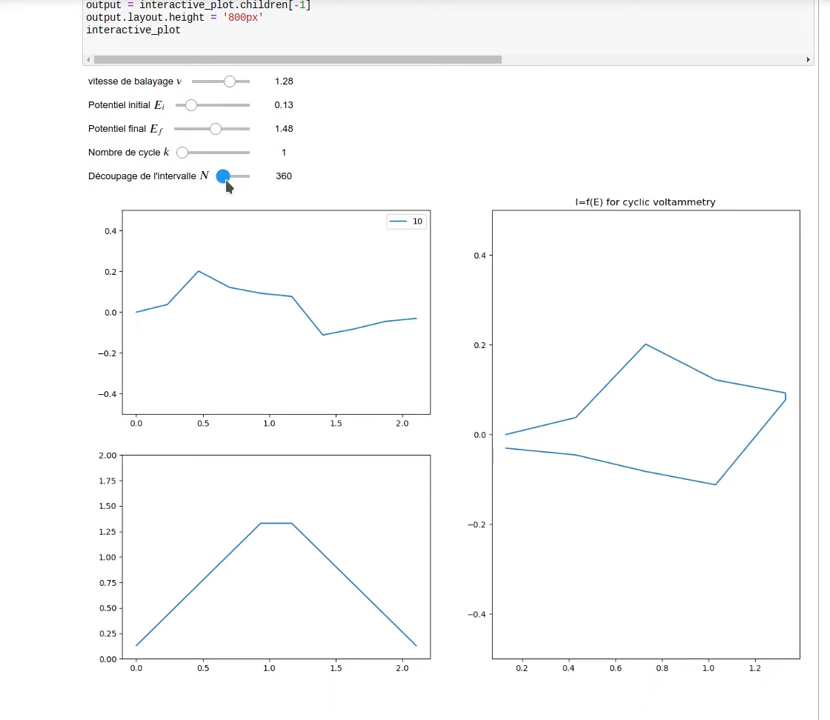 output = interactive_plot.children[-1]
output.layout.height = '800px'
interactive_plot
vitesse de balayage v 1.28
Potentiel initial E_i 0.13
Potentiel final E_f 1.48
Nombre de cycle k 1
Découpage de l'intervalle N 360
10
0.4
0.2
0.0
−0.2
−0.4
0.0 0.5 1.0 1.5 2.0
2.00
1.75
1.50
1.25
1.00
0.75
0.50
0.25
0.00
0.0 0.5 1.0 1.5 2.0
I=f(E) for cyclic voltammetry
0.4
0.2
0.0
−0.2
−0.4
0.2 0.4 0.6 0.8 1.0 1.2